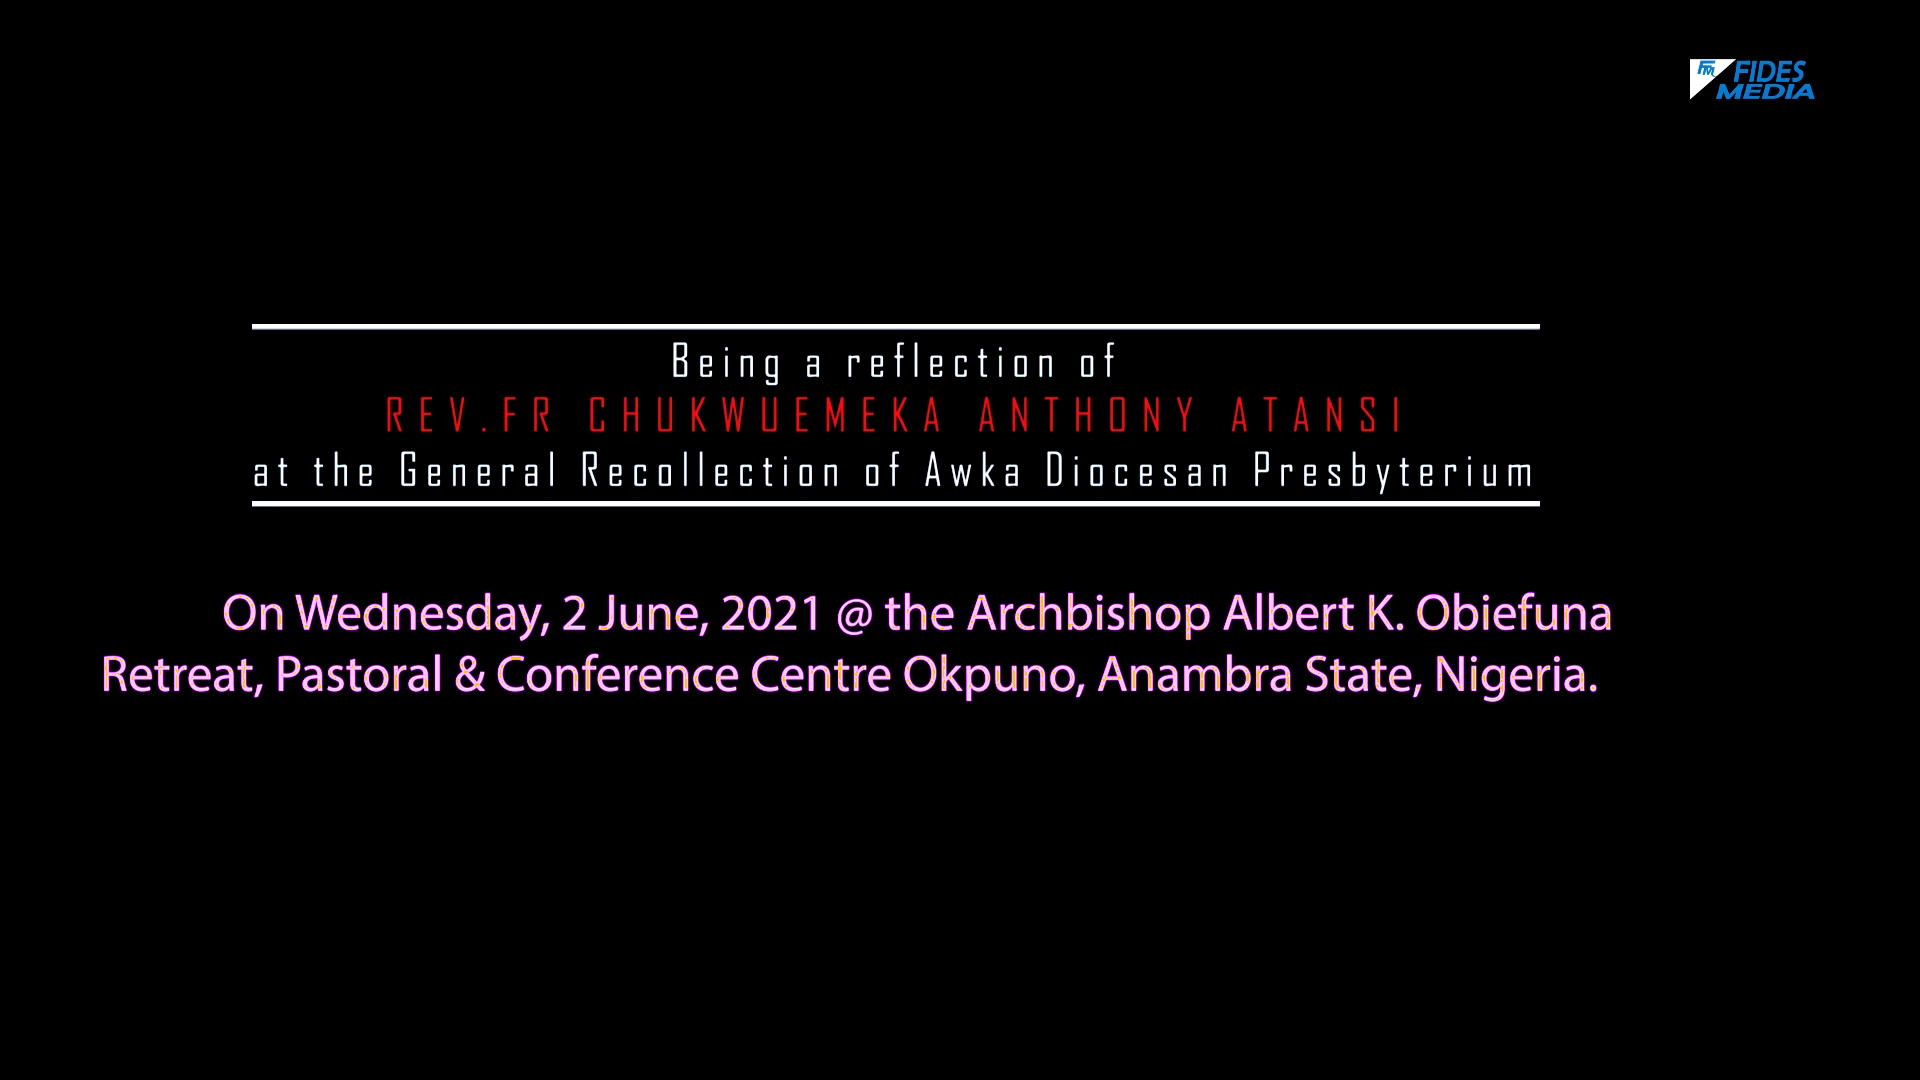 FM FIDES
MEDIA
Being a reflection of
REV.FR CHUKWUEMEKA ANTHONY ATANSI
at the General Recollection of Awka Diocesan Presbyterium
On Wednesday, 2 June, 2021 @ the Archbishop Albert K. Obiefuna
Retreat, Pastoral & Conference Centre Okpuno, Anambra State, Nigeria.